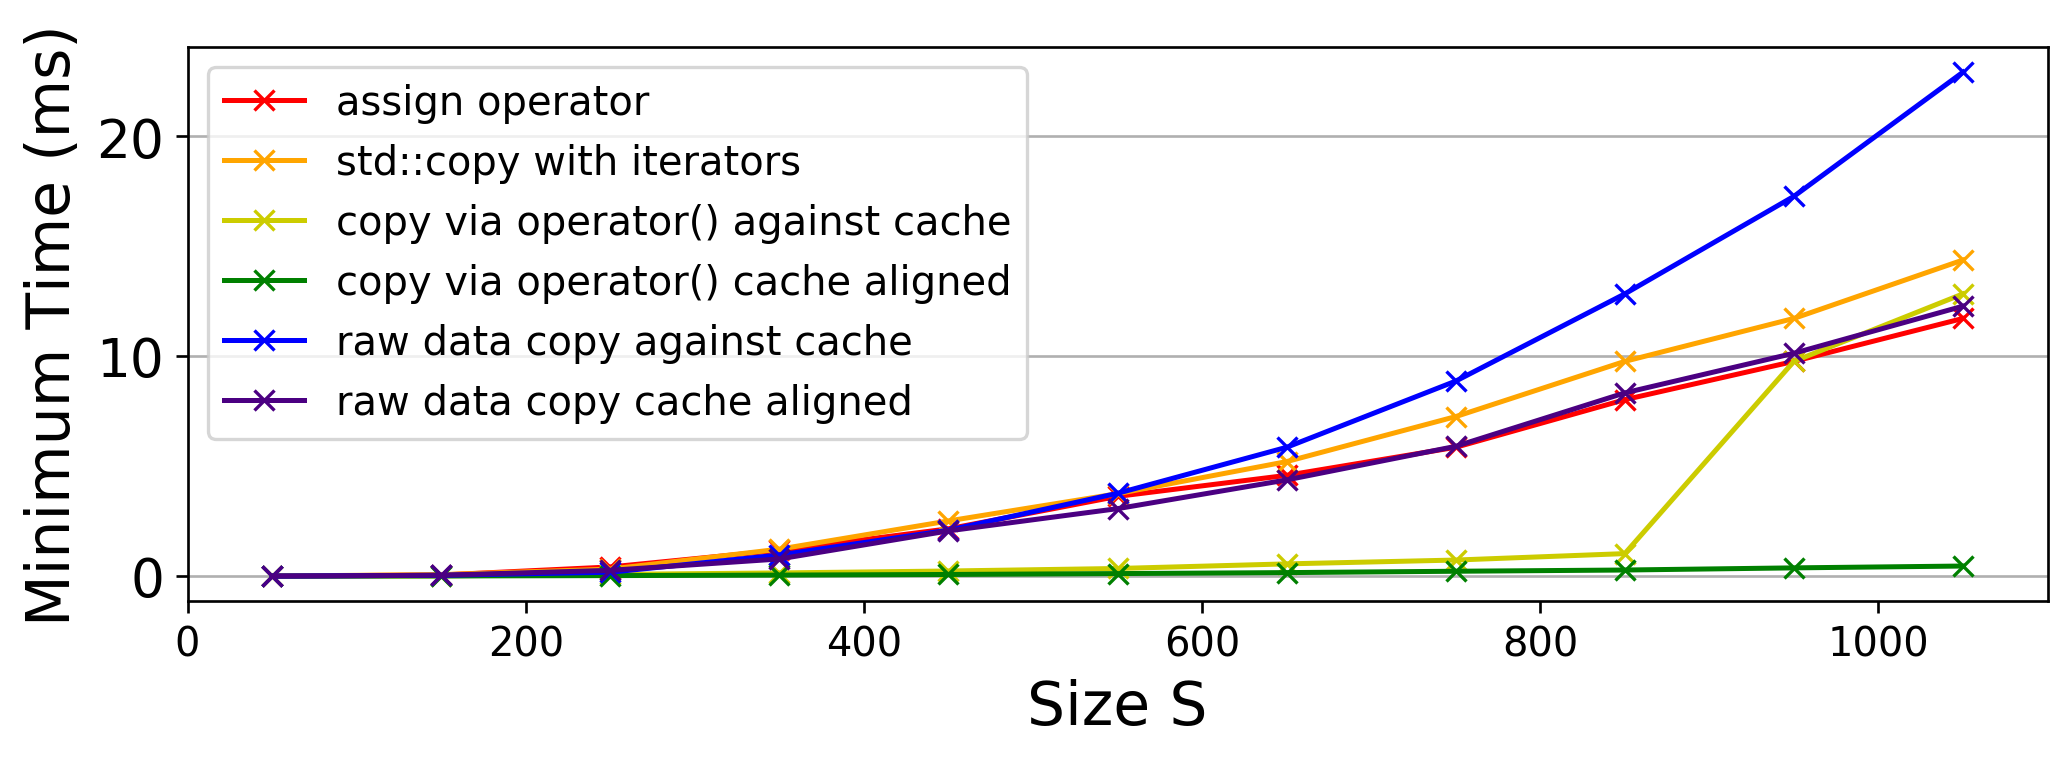 Minimum Time (ms)
20
10
0
assign operator
std::copy with iterators
copy via operator() against cache
copy via operator() cache aligned
raw data copy against cache
raw data copy cache aligned
0 200 400 600 800 1000
Size S